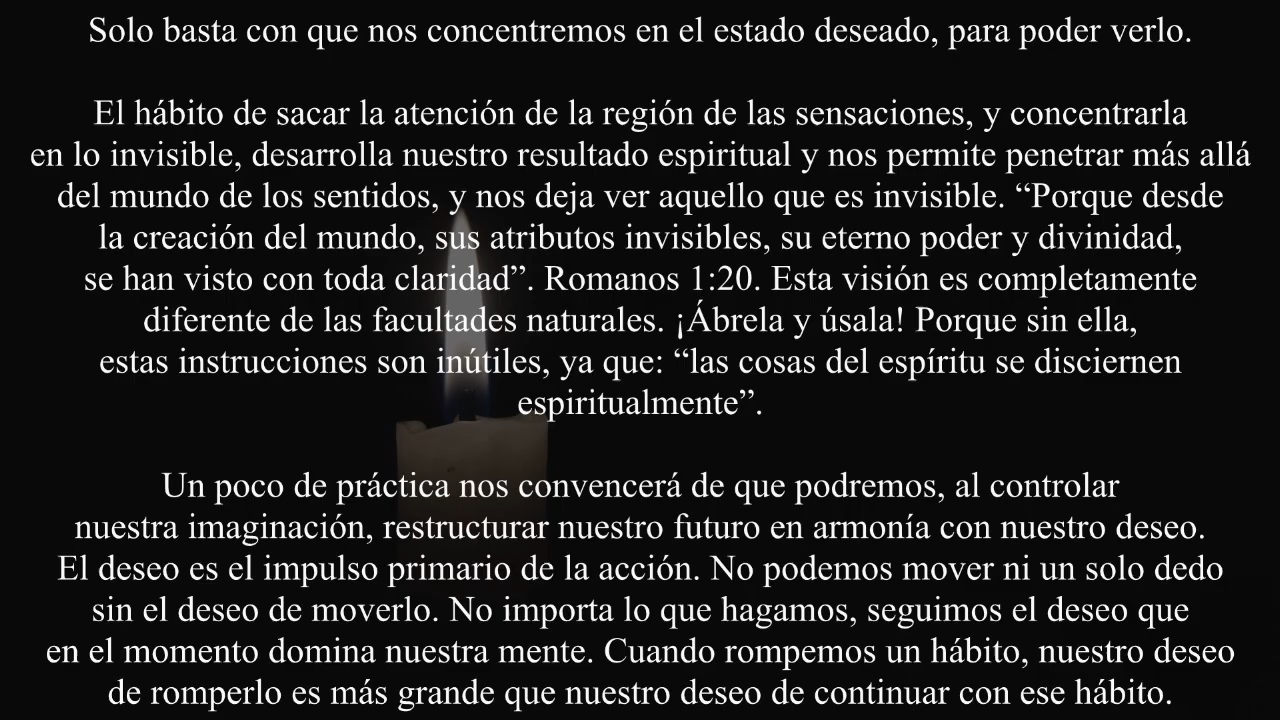 Solo basta con que nos concentremos en el estado deseado, para poder verlo.
El hábito de sacar la atención de la región de las sensaciones, y concentrarla
en lo invisible, desarrolla nuestro resultado espiritual y nos permite penetrar más allá
del mundo de los sentidos, y nos deja ver aquello que es invisible. “Porque desde
la creación del mundo, sus atributos invisibles, su eterno poder y divinidad,
se han visto con toda claridad”. Romanos 1:20. Esta visión es completamente
diferente de las facultades naturales. ¡Ábrela y úsala! Porque sin ella,
estas instrucciones son inútiles, ya que: “las cosas del espíritu se disciernen
espiritualmente”.
Un poco de práctica nos convencerá de que podremos, al controlar
nuestra imaginación, restructurar nuestro futuro en armonía con nuestro deseo.
El deseo es el impulso primario de la acción. No podemos mover ni un solo dedo
sin el deseo de moverlo. No importa lo que hagamos, seguimos el deseo que
en el momento domina nuestra mente. Cuando rompemos un hábito, nuestro deseo
de romperlo es más grande que nuestro deseo de continuar con ese hábito.